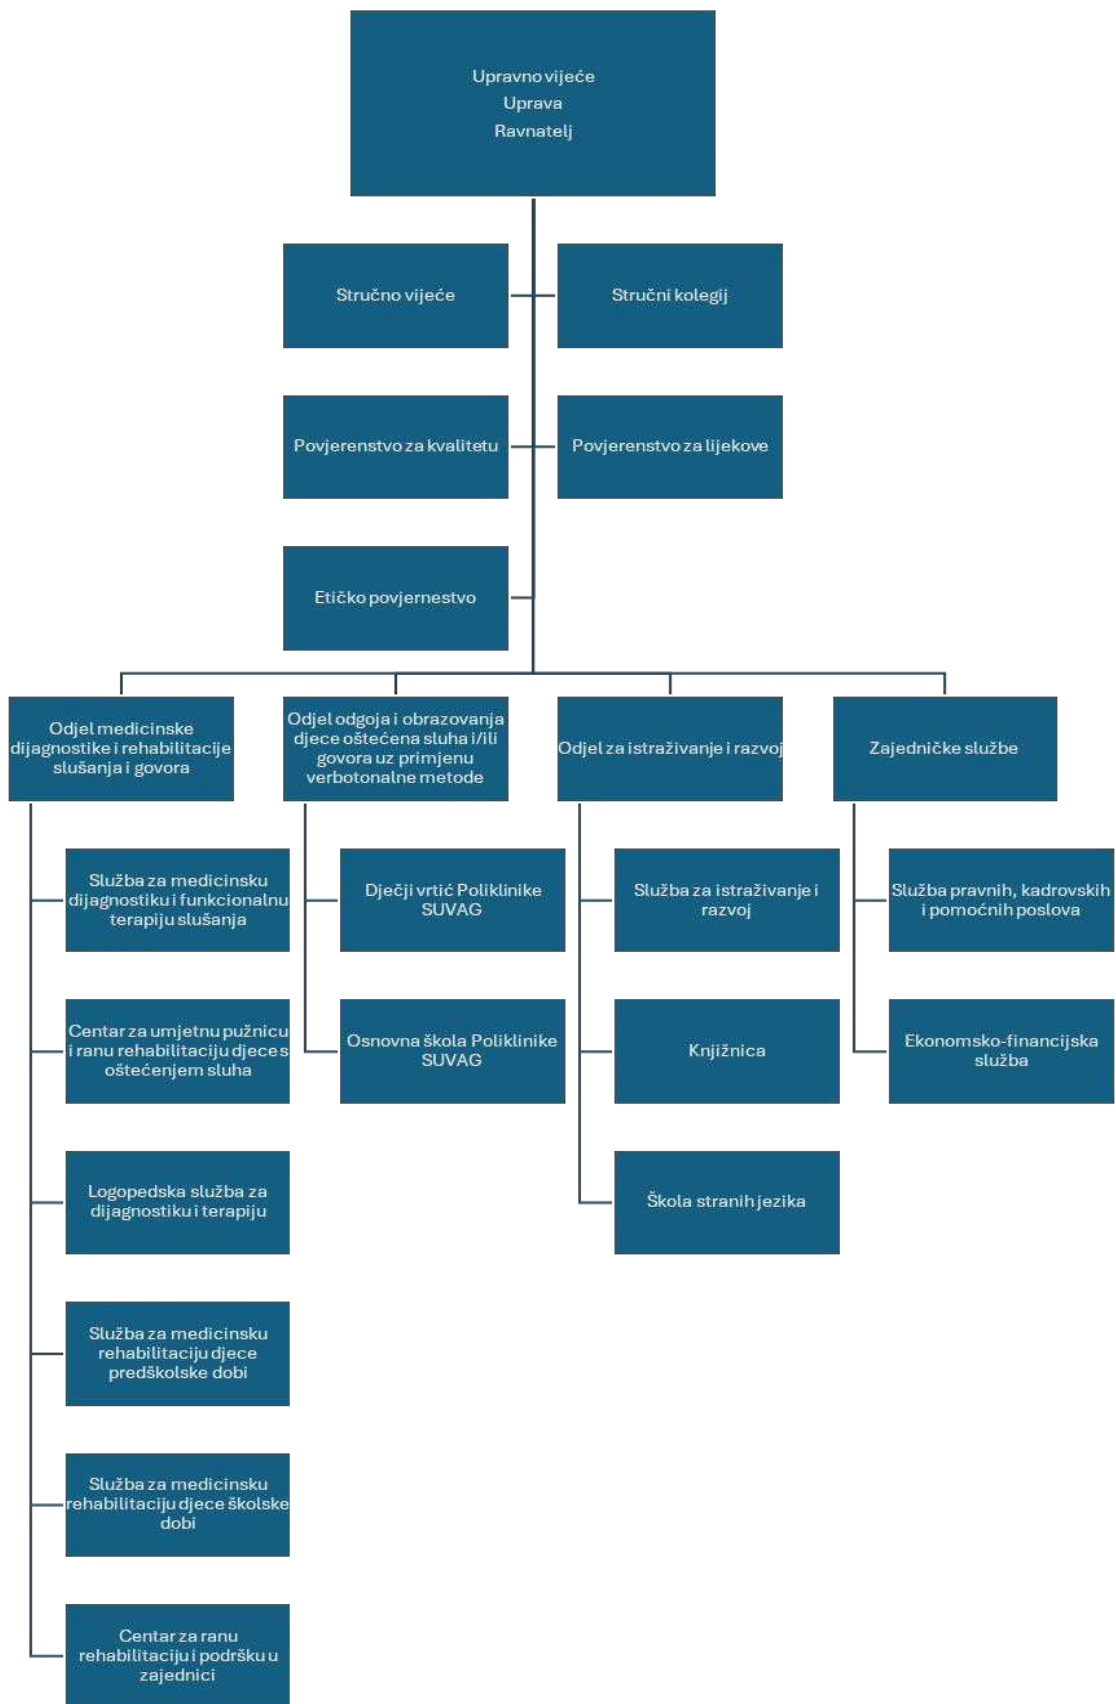 Upravno vijeće
Uprava
Ravnatelj
Stručno vijeće
Stručni kolegij
Povjerenstvo za kvalitetu
Povjerenstvo za lijekove
Etičko povjernestvo
Odjel medicinske
dijagnostike i rehabilitacije
slušanja i govora
Odjel odgoja i obrazovanja
djece oštećena sluha i/ili
govora uz primjenu
verbotonalne metode
Odjel za istraživanje i razvoj
Zajedničke službe
Služba za medicinsku
dijagnostiku i funkcionalnu
terapiju slušanja
Centar za umjetnu pužnicu
i ranu rehabilitaciju djece s
oštećenjem sluha
Logopedska služba za
dijagnostiku i terapiju
Služba za medicinsku
rehabilitaciju djece
predškolske dobi
Služba za medicinsku
rehabilitaciju djece školske
dobi
Centar za ranu
rehabilitaciju i podršku u
zajednici
Dječji vrtić Poliklinike
SUVAG
Osnovna škola Poliklinike
SUVAG
Služba za istraživanje i
razvoj
Knjižnica
Škola stranih jezika
Služba pravnih, kadrovskih
i pomoćnih poslova
Ekonomsko-financijska
služba